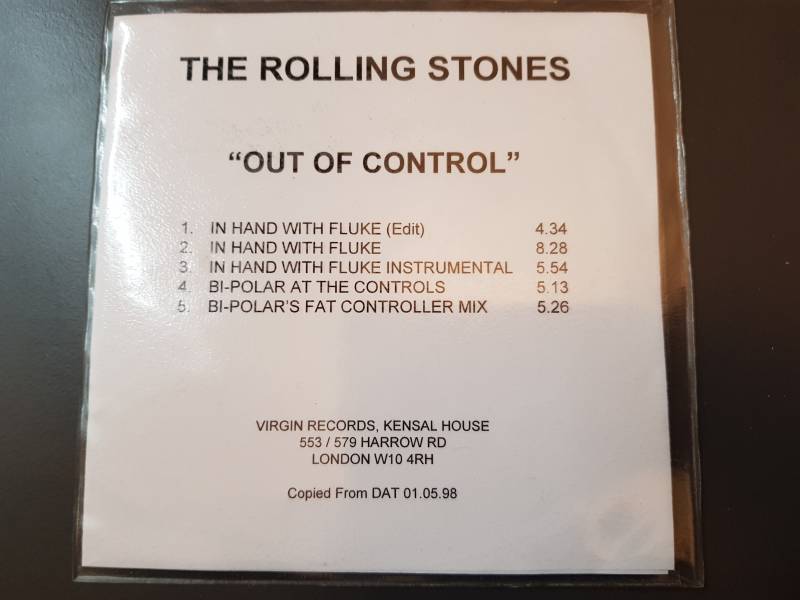 THE ROLLING STONES
“OUT OF CONTROL”
1. IN HAND WITH FLUKE (Edit) 4.34
2. IN HAND WITH FLUKE 8.28
3. IN HAND WITH FLUKE INSTRUMENTAL 5.54
4. BI-POLAR AT THE CONTROLS 5.13
5. BI-POLAR’S FAT CONTROLLER MIX 5.26
VIRGIN RECORDS, KENSAL HOUSE
553 / 579 HARROW RD
LONDON W10 4RH
Copied From DAT 01.05.98